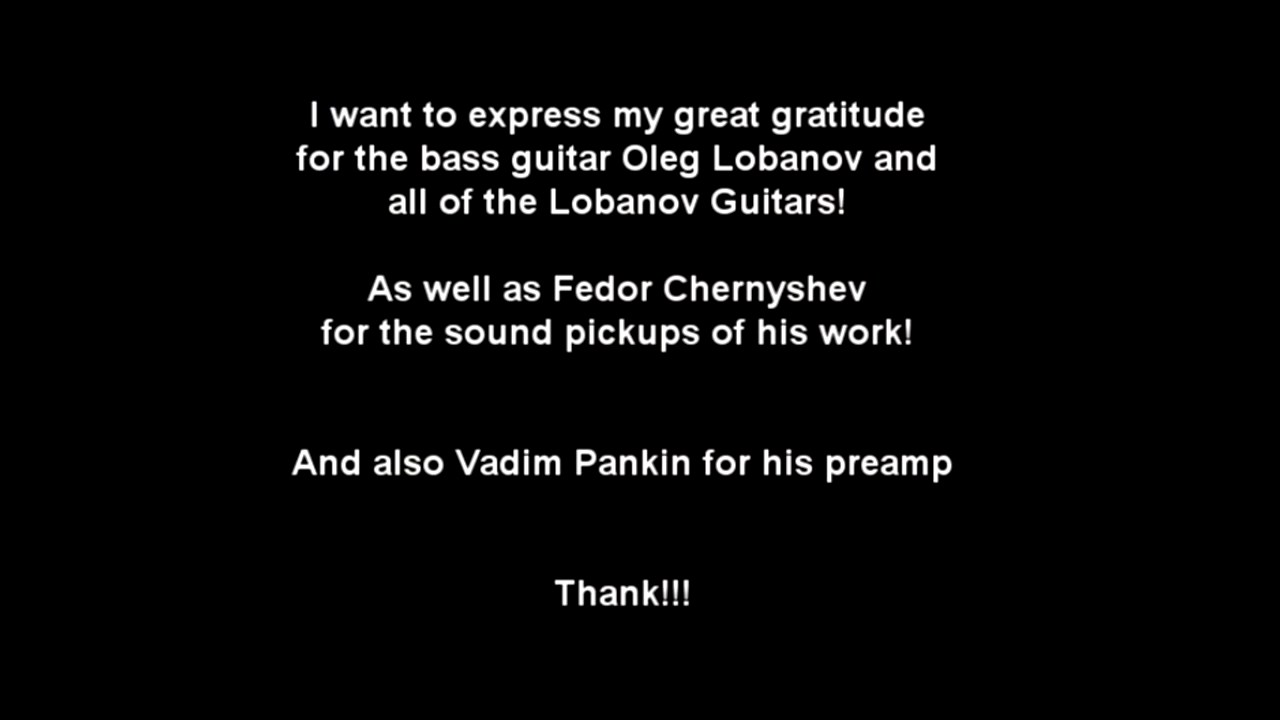 I want to express my great gratitude
for the bass guitar Oleg Lobanov and
all of the Lobanov Guitars!
As well as Fedor Chernyshev
for the sound pickups of his work!
And also Vadim Pankin for his preamp
Thank!!!